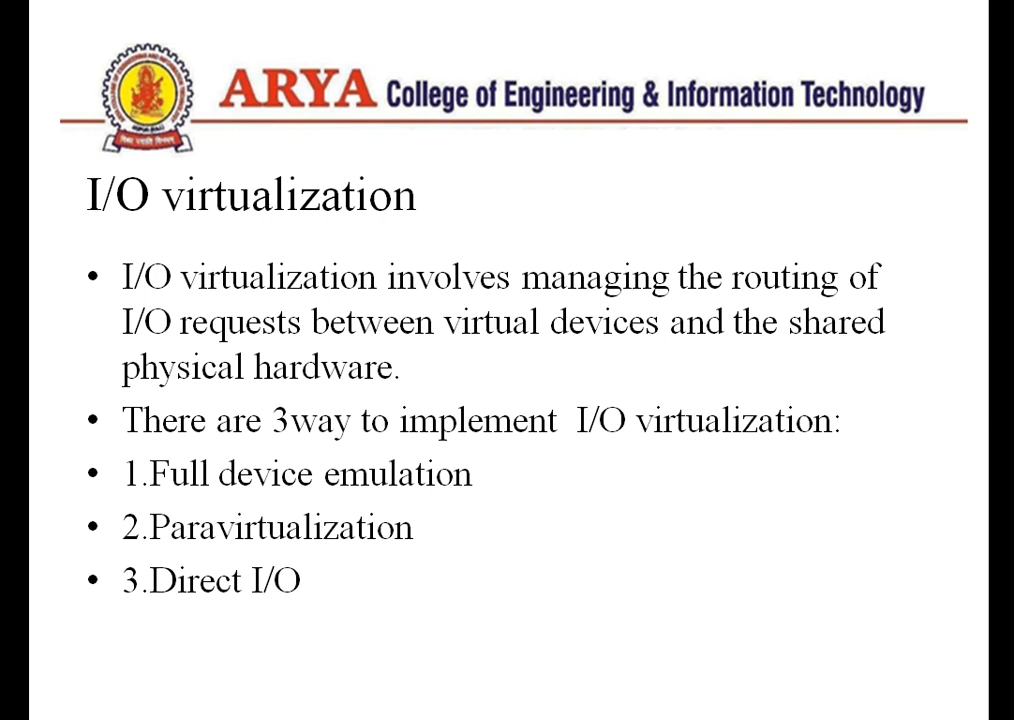 ARYA College of Engineering & Information Technology
I/O virtualization
• I/O virtualization involves managing the routing of
I/O requests between virtual devices and the shared
physical hardware.
• There are 3way to implement  I/O virtualization:
• 1.Full device emulation
• 2.Paravirtualization
• 3.Direct I/O